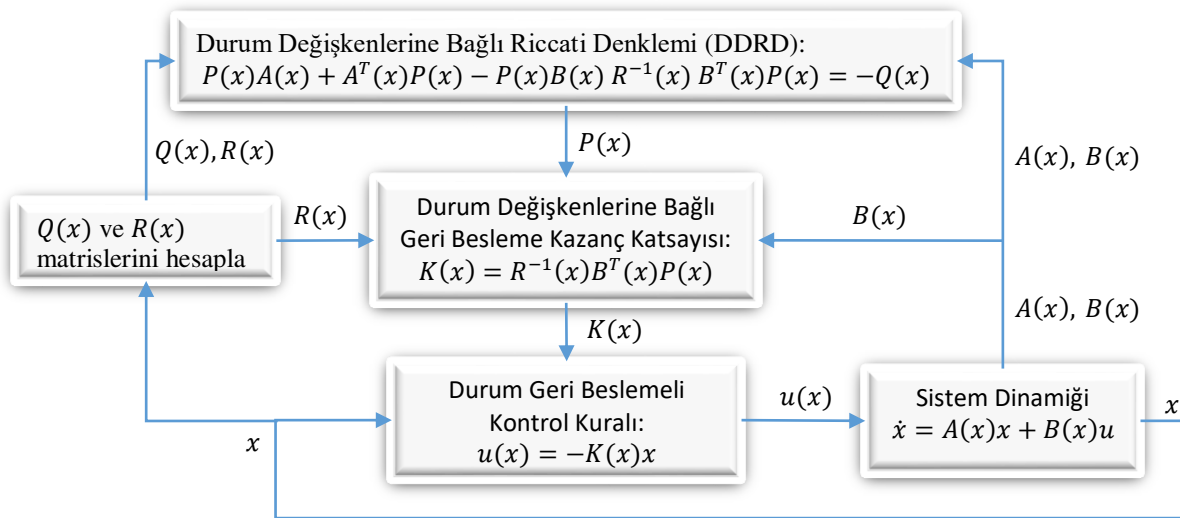 Durum Değişkenlerine Bağlı Riccati Denklemi (DDRD):
P(x)A(x) + A^T(x)P(x) − P(x)B(x) R^{−1}(x) B^T(x)P(x) = −Q(x)
Q(x), R(x)
P(x)
A(x), B(x)
Q(x) ve R(x)
matrislerini hesapla
R(x)
Durum Değişkenlerine Bağlı
Geri Besleme Kazanç Katsayısı:
K(x) = R^{−1}(x)B^T(x)P(x)
B(x)
A(x), B(x)
K(x)
Durum Geri Beslemeli
Kontrol Kuralı:
u(x) = −K(x)x
u(x)
Sistem Dinamiği
ẋ = A(x)x + B(x)u
x
x